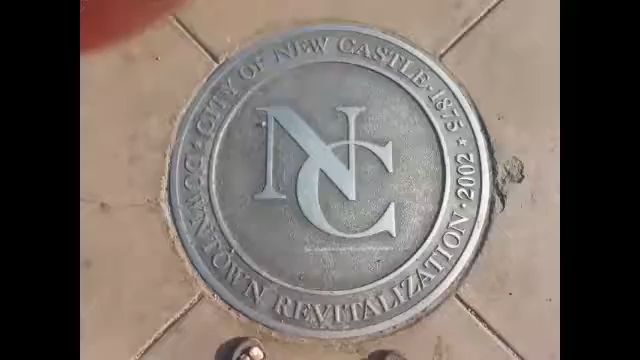 CITY OF NEW CASTLE · 1875 * 2002 ·
DOWNTOWN REVITALIZATION
NC